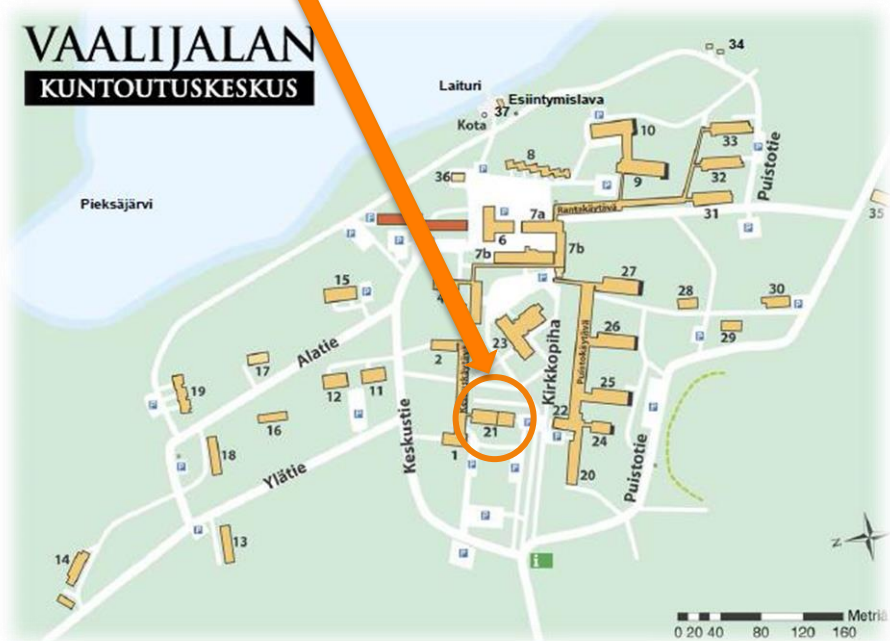 VAALIJALAN
KUNTOUTUSKESKUS
34
Laituri
Esiintymislava
37
Kota
10
33
8
9
32
Puistotie
36
31
35
Pieksäjärvi
Rantakäytävä
7a
6
7b
7b
27
15
4
28
30
26
29
Alatie
2
23
Kirkkopiha
Puistokäytävä
17
19
12
11
25
16
21
22
24
18
1
Keskustie
Ylätie
20
Puistotie
13
14
i
N
Metriä
0 20 40 80 120 160